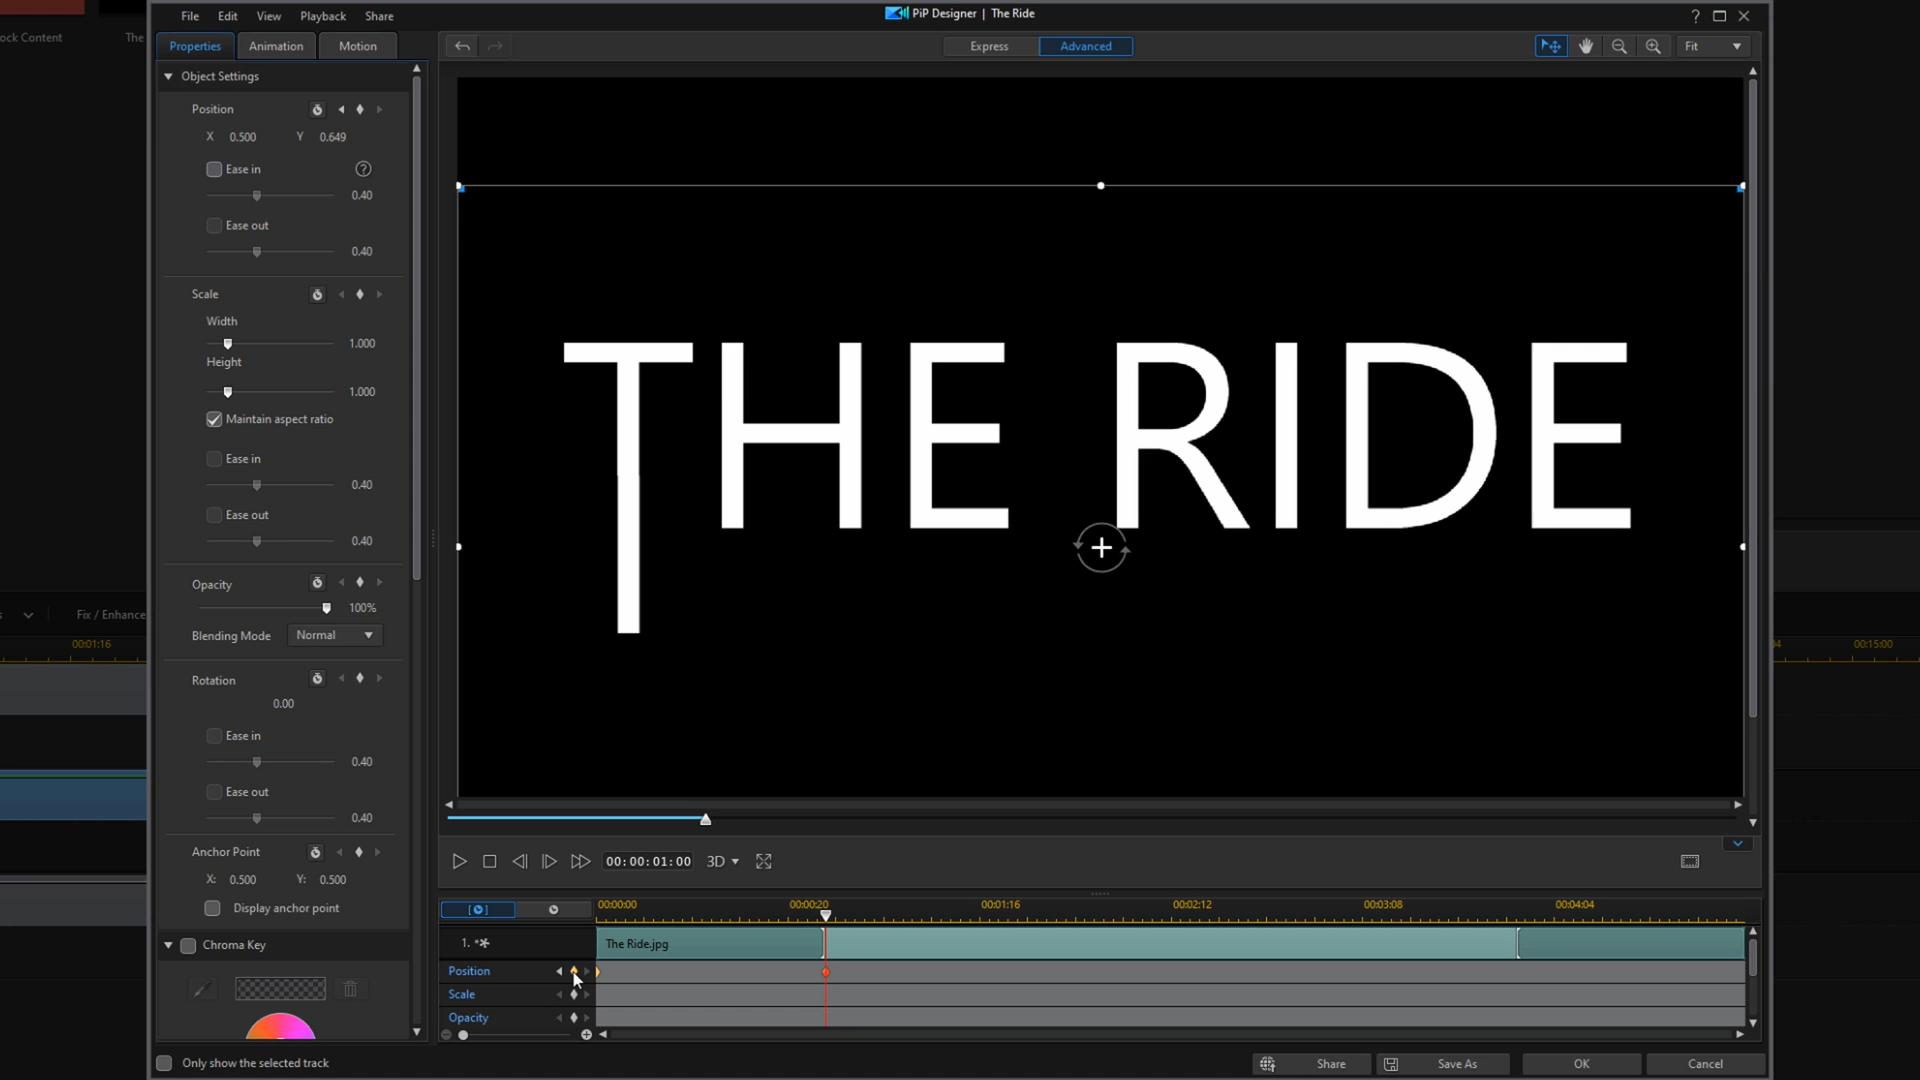 File Edit View Playback Share
PiP Designer | The Ride
?
ock Content
The
Properties Animation Motion
Express Advanced
Fit
Object Settings
Position
X 0.500 Y 0.649
Ease in ?
0.40
Ease out
0.40
Scale
Width
1.000
Height
1.000
Maintain aspect ratio
Ease in
0.40
Ease out
0.40
Opacity
100%
Blending Mode Normal
Rotation
0.00
Ease in
0.40
Ease out
0.40
Anchor Point
X: 0.500 Y: 0.500
Display anchor point
Chroma Key
THE RIDE
s Fix / Enhance
00:01:16
04 00:15:00
00:00:01:00 3D
00:00:00 00:00:20 00:01:16 00:02:12 00:03:08 00:04:04
1. The Ride.jpg
Position
Scale
Opacity
Only show the selected track
Share Save As OK Cancel